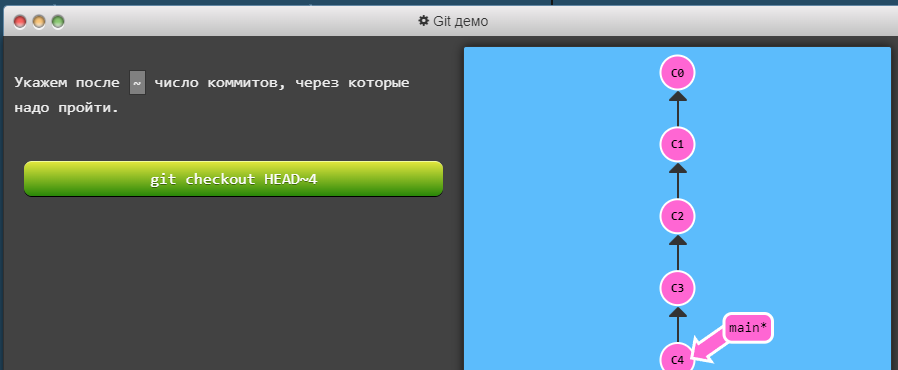 Git демо
Укажем после ~ число коммитов, через которые
надо пройти.
git checkout HEAD~4
C0
C1
C2
C3
main*
C4